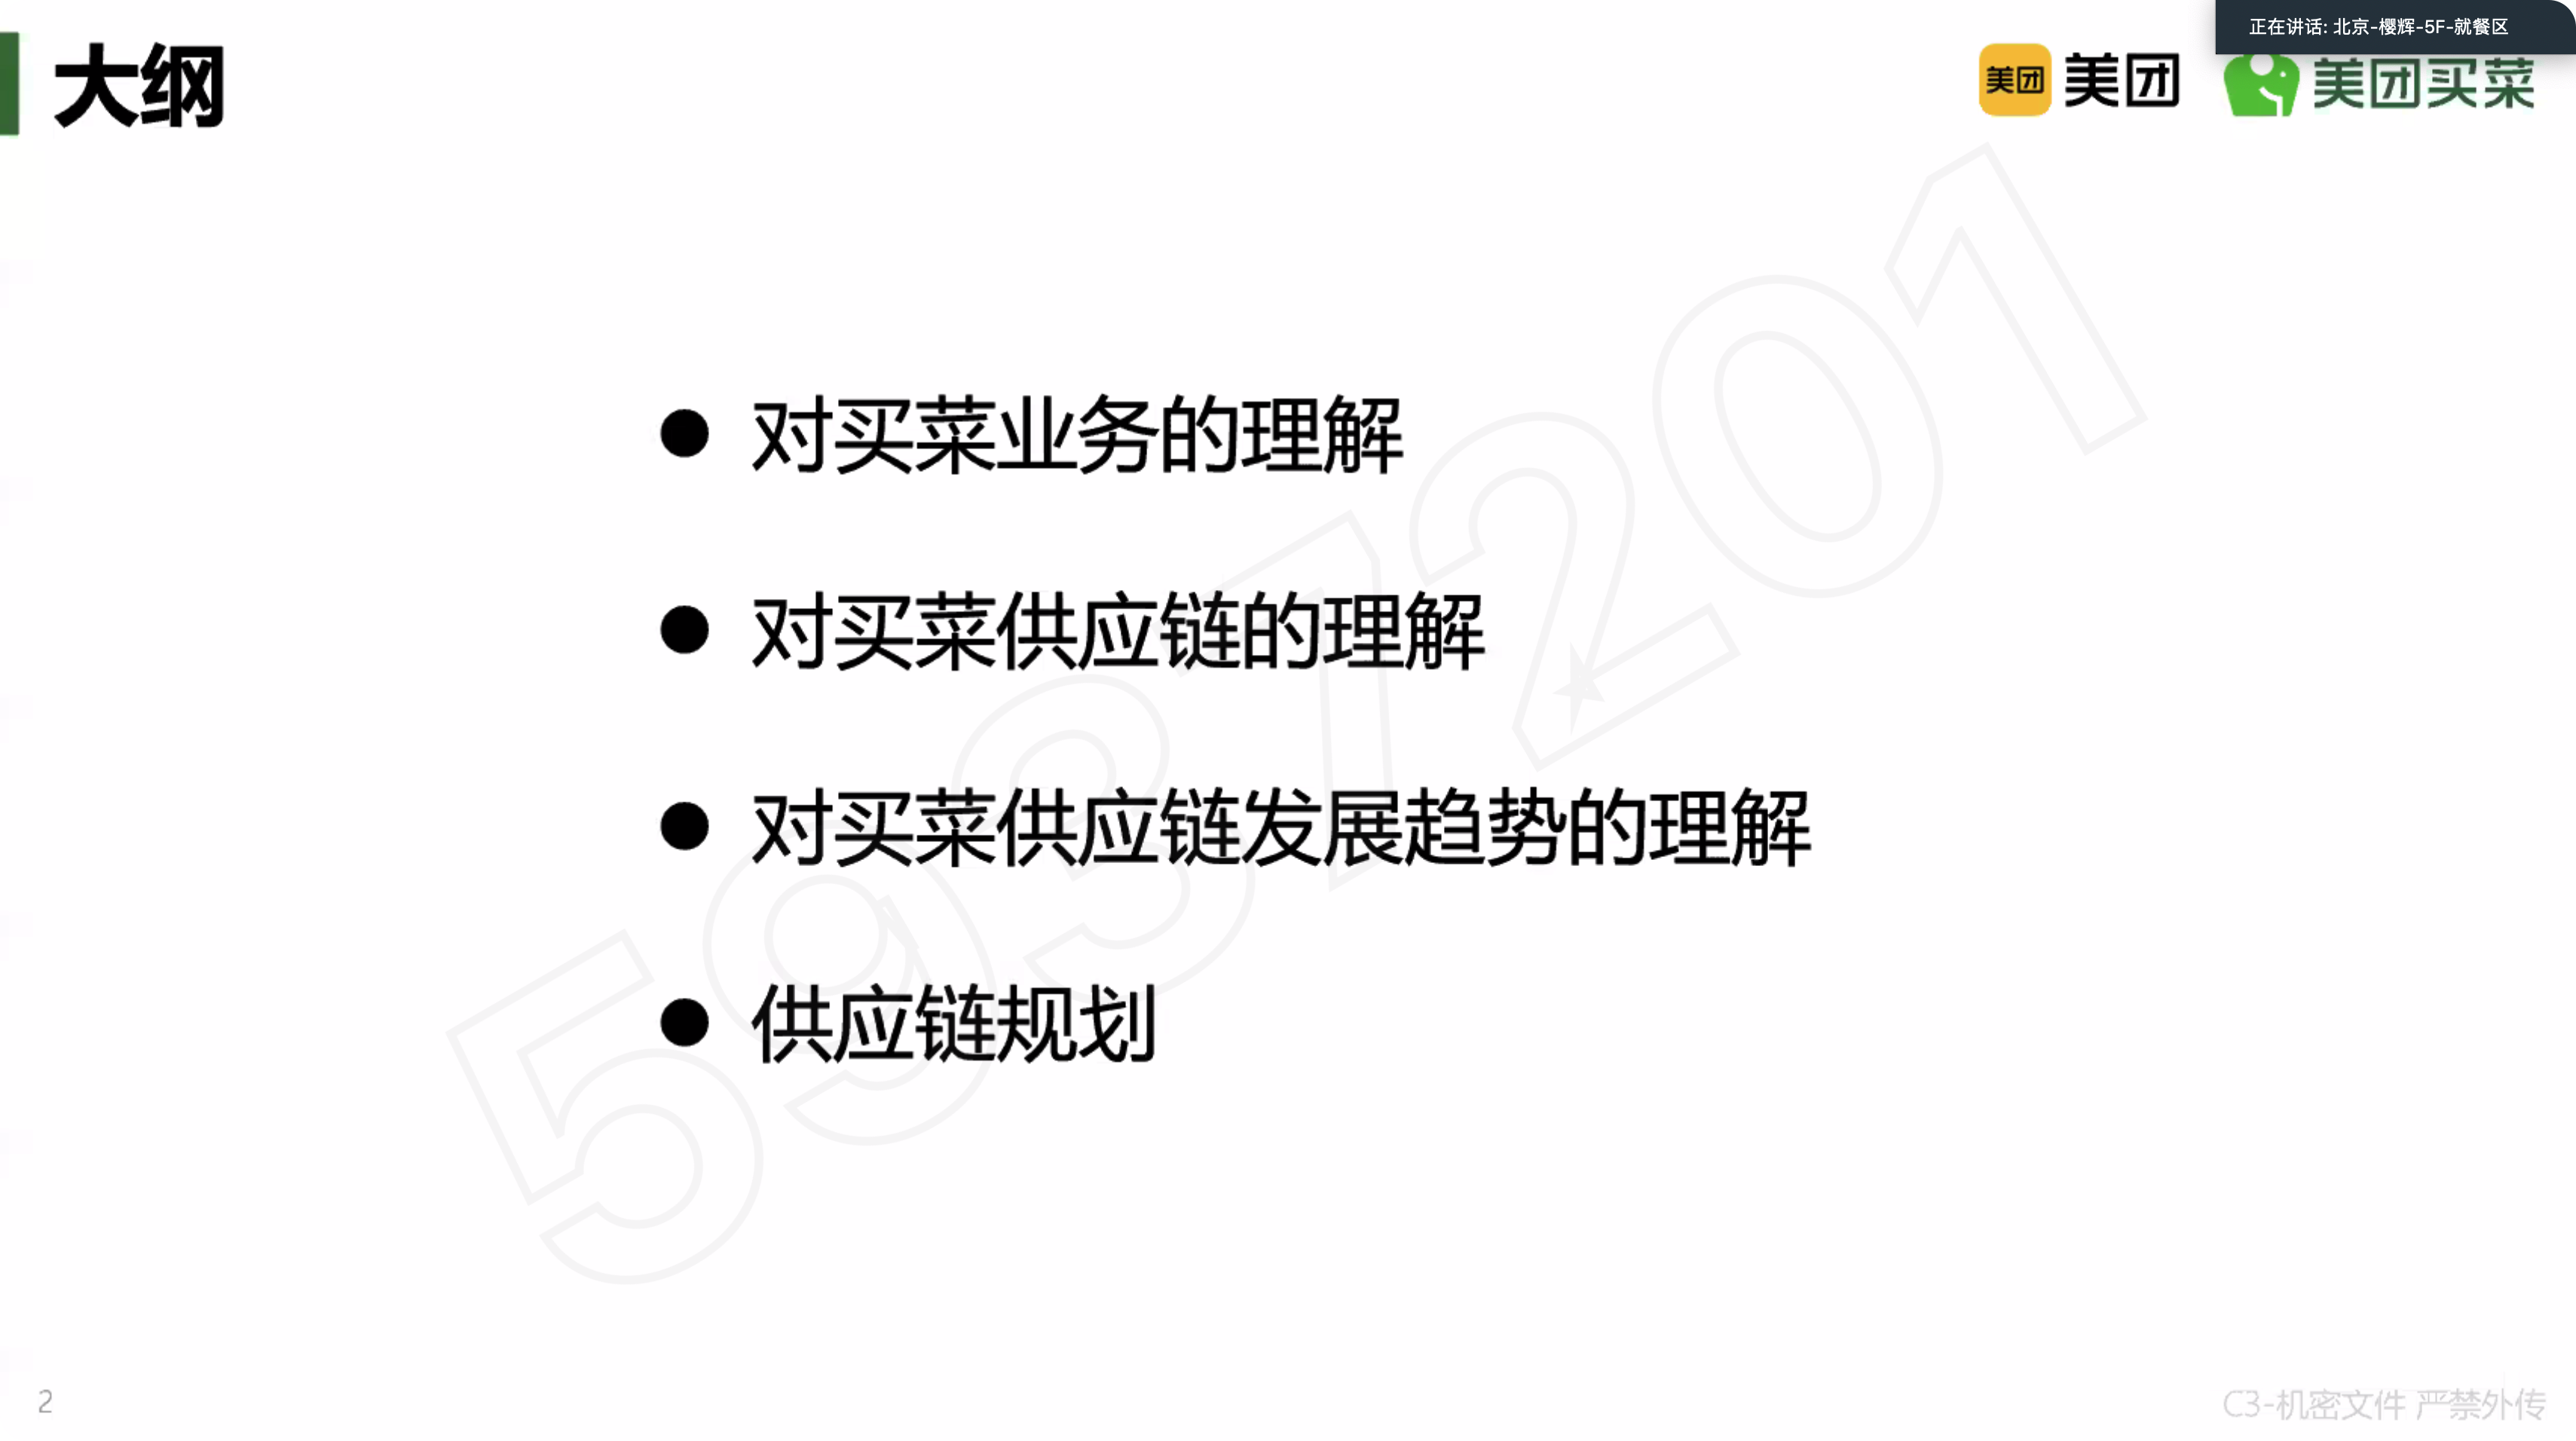 正在讲话: 北京-樱辉-5F-就餐区
大纲
美团 美团 美团买菜
● 对买菜业务的理解
● 对买菜供应链的理解
● 对买菜供应链发展趋势的理解
● 供应链规划
5937201
2
C3-机密文件 严禁外传